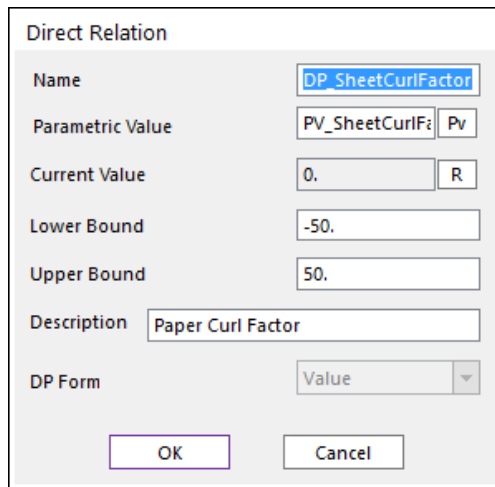 Direct Relation
Name DP_SheetCurlFactor
Parametric Value PV_SheetCurlFa Pv
Current Value 0. R
Lower Bound -50.
Upper Bound 50.
Description Paper Curl Factor
DP Form Value
OK Cancel